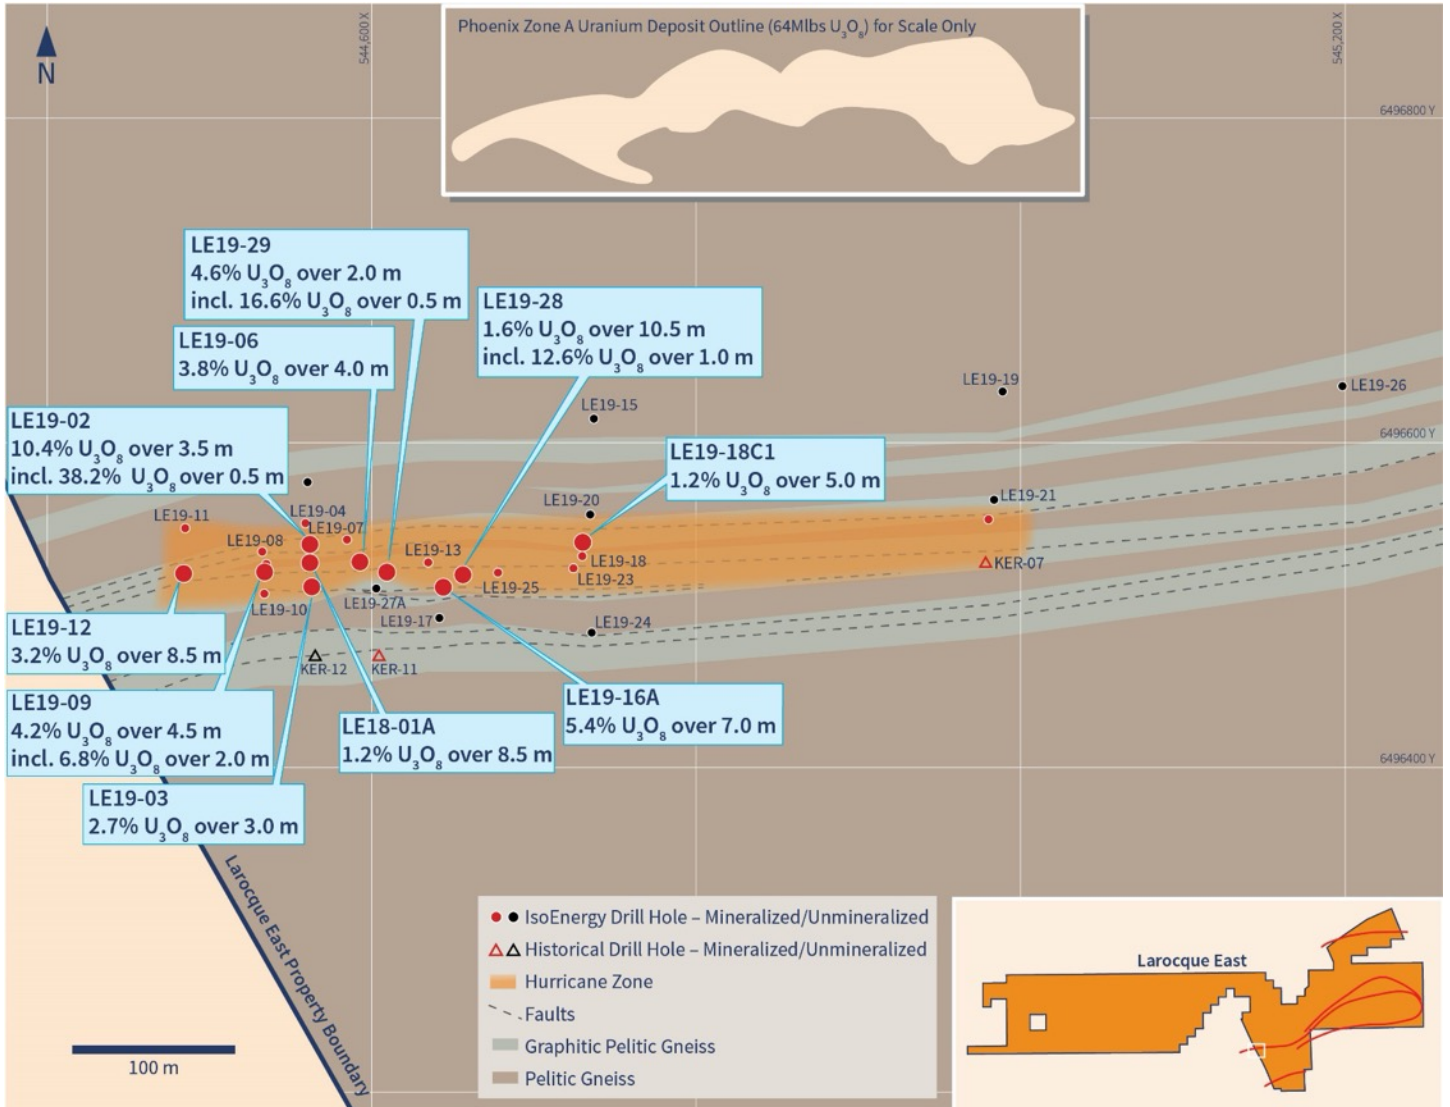 Phoenix Zone A Uranium Deposit Outline (64Mlbs U₃O₈) for Scale Only
N
544,600 X
545,200 X
6496800 Y
LE19-29
4.6% U₃O₈ over 2.0 m
incl. 16.6% U₃O₈ over 0.5 m
LE19-28
1.6% U₃O₈ over 10.5 m
incl. 12.6% U₃O₈ over 1.0 m
LE19-06
3.8% U₃O₈ over 4.0 m
LE19-19
LE19-26
LE19-15
LE19-02
10.4% U₃O₈ over 3.5 m
incl. 38.2% U₃O₈ over 0.5 m
6496600 Y
LE19-18C1
1.2% U₃O₈ over 5.0 m
LE19-20
LE19-21
LE19-11
LE19-04
LE19-07
LE19-08
LE19-13
LE19-18
LE19-23
KER-07
LE19-25
LE19-10
LE19-27A
LE19-17
LE19-24
KER-12
KER-11
LE19-12
3.2% U₃O₈ over 8.5 m
LE19-09
4.2% U₃O₈ over 4.5 m
incl. 6.8% U₃O₈ over 2.0 m
LE18-01A
1.2% U₃O₈ over 8.5 m
LE19-16A
5.4% U₃O₈ over 7.0 m
6496400 Y
LE19-03
2.7% U₃O₈ over 3.0 m
Larocque East Property Boundary
100 m
IsoEnergy Drill Hole – Mineralized/Unmineralized
Historical Drill Hole – Mineralized/Unmineralized
Hurricane Zone
Faults
Graphitic Pelitic Gneiss
Pelitic Gneiss
Larocque East